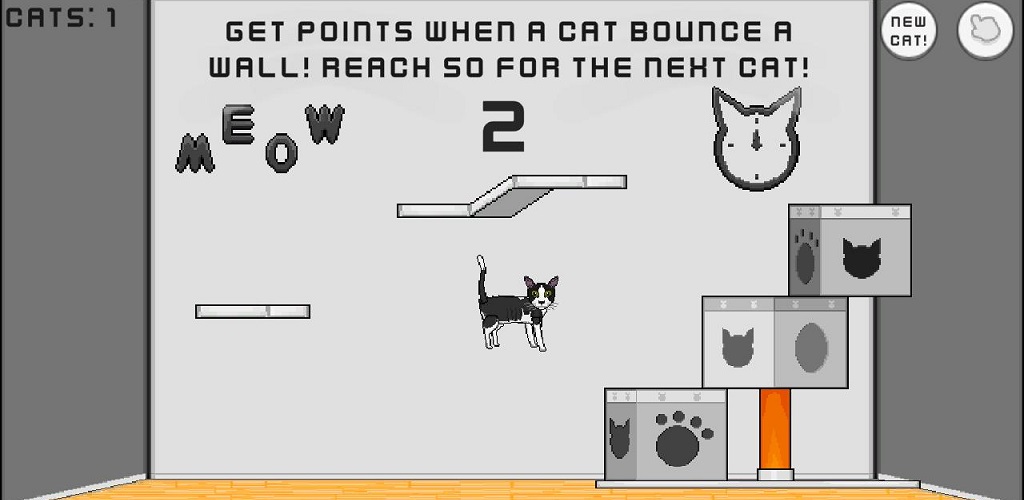 CATS: 1
GET POINTS WHEN A CAT BOUNCE A
WALL! REACH 50 FOR THE NEXT CAT!
NEW
CAT!
MEOW
2